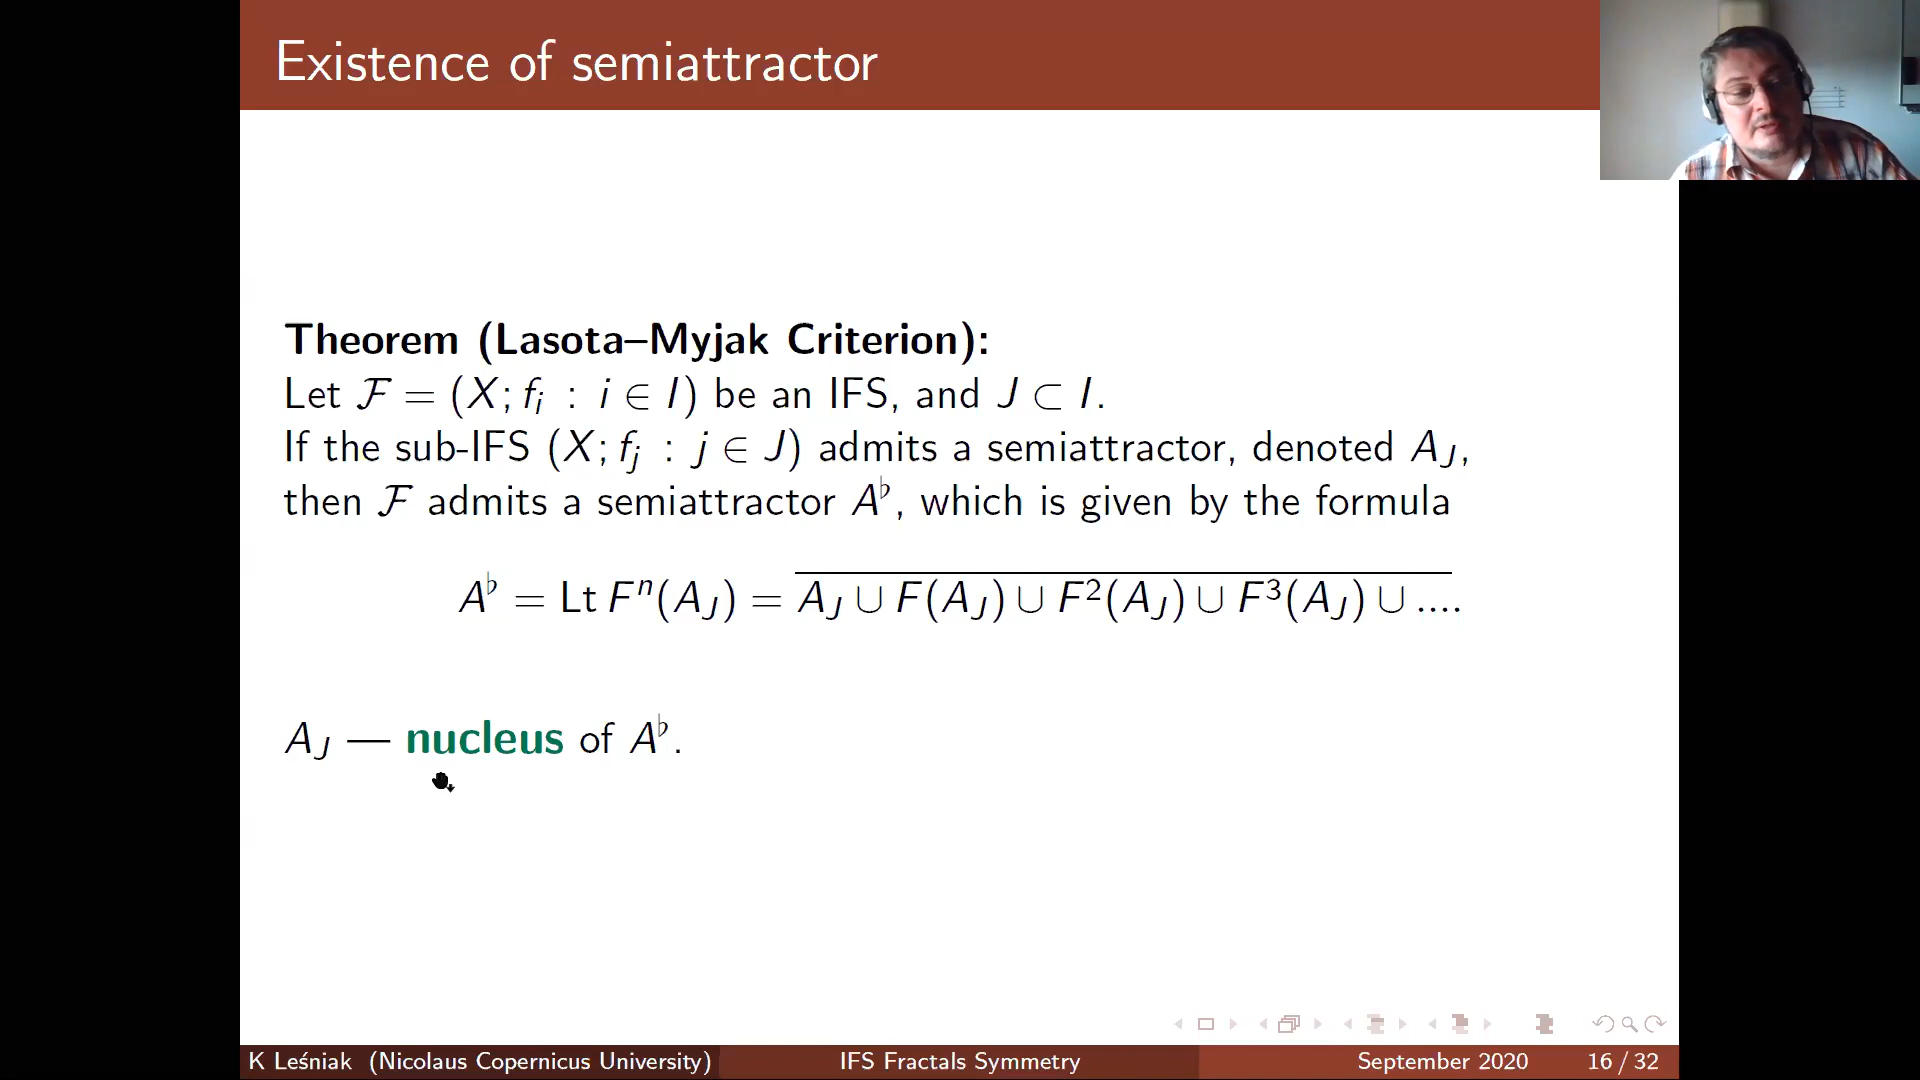 Existence of semiattractor
Theorem (Lasota–Myjak Criterion):
Let ℱ = (X; fᵢ : i ∈ I) be an IFS, and J ⊂ I.
If the sub-IFS (X; fⱼ : j ∈ J) admits a semiattractor, denoted A_J,
then ℱ admits a semiattractor A^♭, which is given by the formula
A^♭ = Lt Fⁿ(A_J) = \overline{A_J ∪ F(A_J) ∪ F²(A_J) ∪ F³(A_J) ∪ ....}
A_J — nucleus of A^♭.
K Leśniak (Nicolaus Copernicus University) IFS Fractals Symmetry September 2020 16 / 32